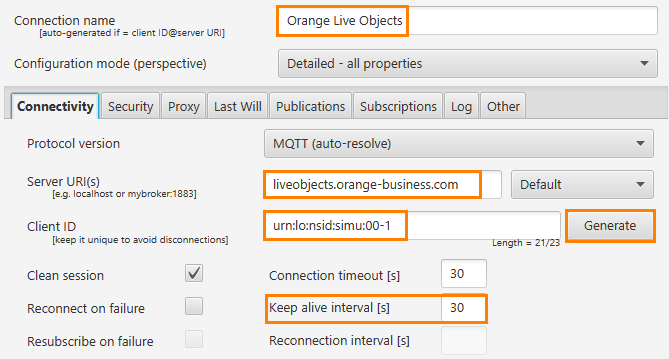 Connection name
Orange Live Objects
[auto-generated if = client ID@server URI]
Configuration mode (perspective)
Detailed - all properties
Connectivity
Security
Proxy
Last Will
Publications
Subscriptions
Log
Other
Protocol version
MQTT (auto-resolve)
Server URI(s)
liveobjects.orange-business.com
Default
[e.g. localhost or mybroker:1883]
Client ID
urn:lo:nsid:simu:00-1
Generate
[keep it unique to avoid disconnections]
Length = 21/23
Clean session
Connection timeout [s]
30
Reconnect on failure
Keep alive interval [s]
30
Resubscribe on failure
Reconnection interval [s]